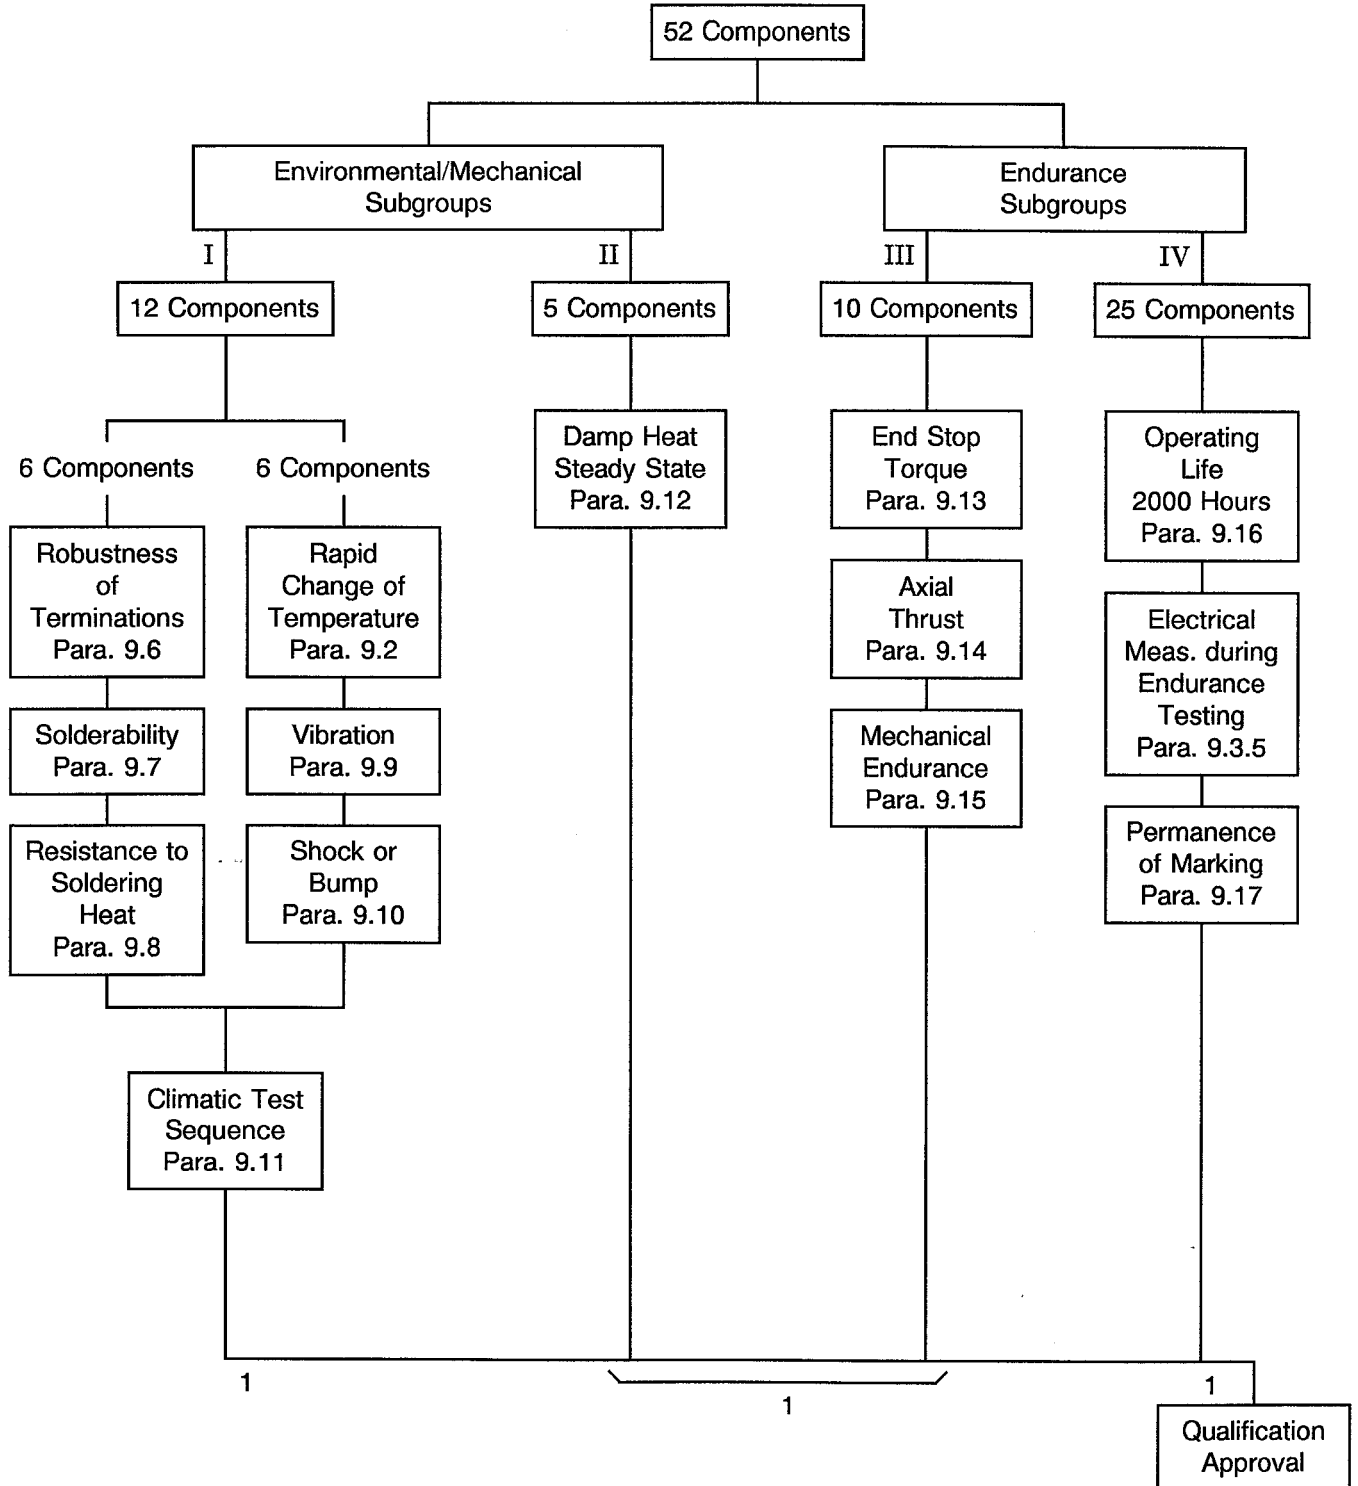 52 Components
Environmental/Mechanical
Subgroups
Endurance
Subgroups
I
II
III
IV
12 Components
5 Components
10 Components
25 Components
6 Components
6 Components
Robustness
of
Terminations
Para. 9.6
Solderability
Para. 9.7
Resistance to
Soldering
Heat
Para. 9.8
Rapid
Change of
Temperature
Para. 9.2
Vibration
Para. 9.9
Shock or
Bump
Para. 9.10
Climatic Test
Sequence
Para. 9.11
Damp Heat
Steady State
Para. 9.12
End Stop
Torque
Para. 9.13
Axial
Thrust
Para. 9.14
Mechanical
Endurance
Para. 9.15
Operating
Life
2000 Hours
Para. 9.16
Electrical
Meas. during
Endurance
Testing
Para. 9.3.5
Permanence
of Marking
Para. 9.17
1
1
1
Qualification
Approval